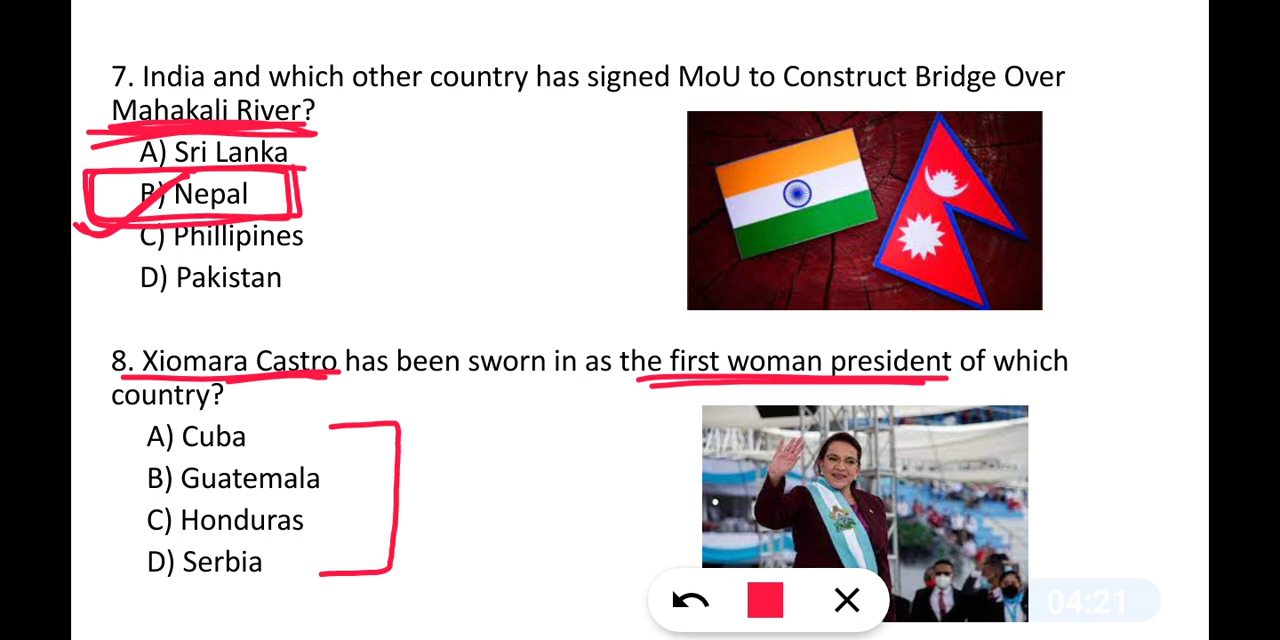 7. India and which other country has signed MoU to Construct Bridge Over
Mahakali River?
A) Sri Lanka
B) Nepal
C) Phillipines
D) Pakistan
8. Xiomara Castro has been sworn in as the first woman president of which
country?
A) Cuba
B) Guatemala
C) Honduras
D) Serbia
04:21